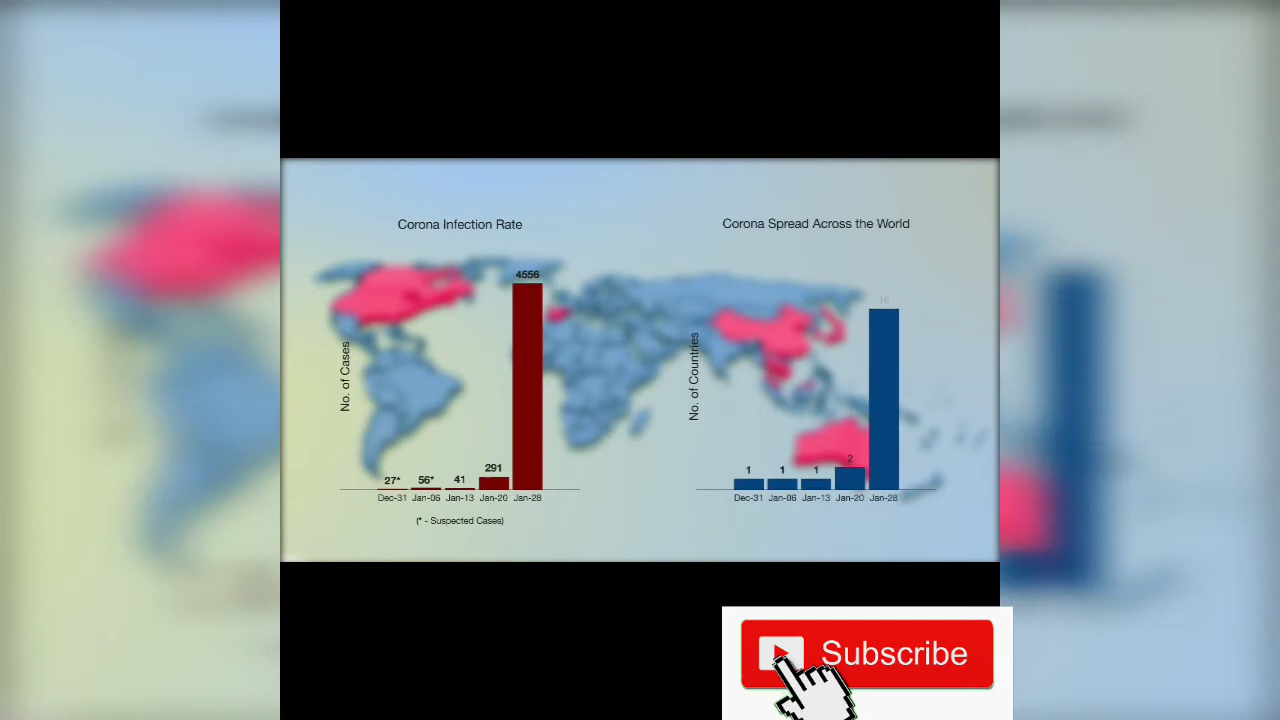 Corona Infection Rate
No. of Cases
4556
291
27*
56*
41
Dec-31 Jan-06 Jan-13 Jan-20 Jan-28
(* - Suspected Cases)
Corona Spread Across the World
No. of Countries
1
1
1
2
Dec-31 Jan-06 Jan-13 Jan-20 Jan-28
Subscribe